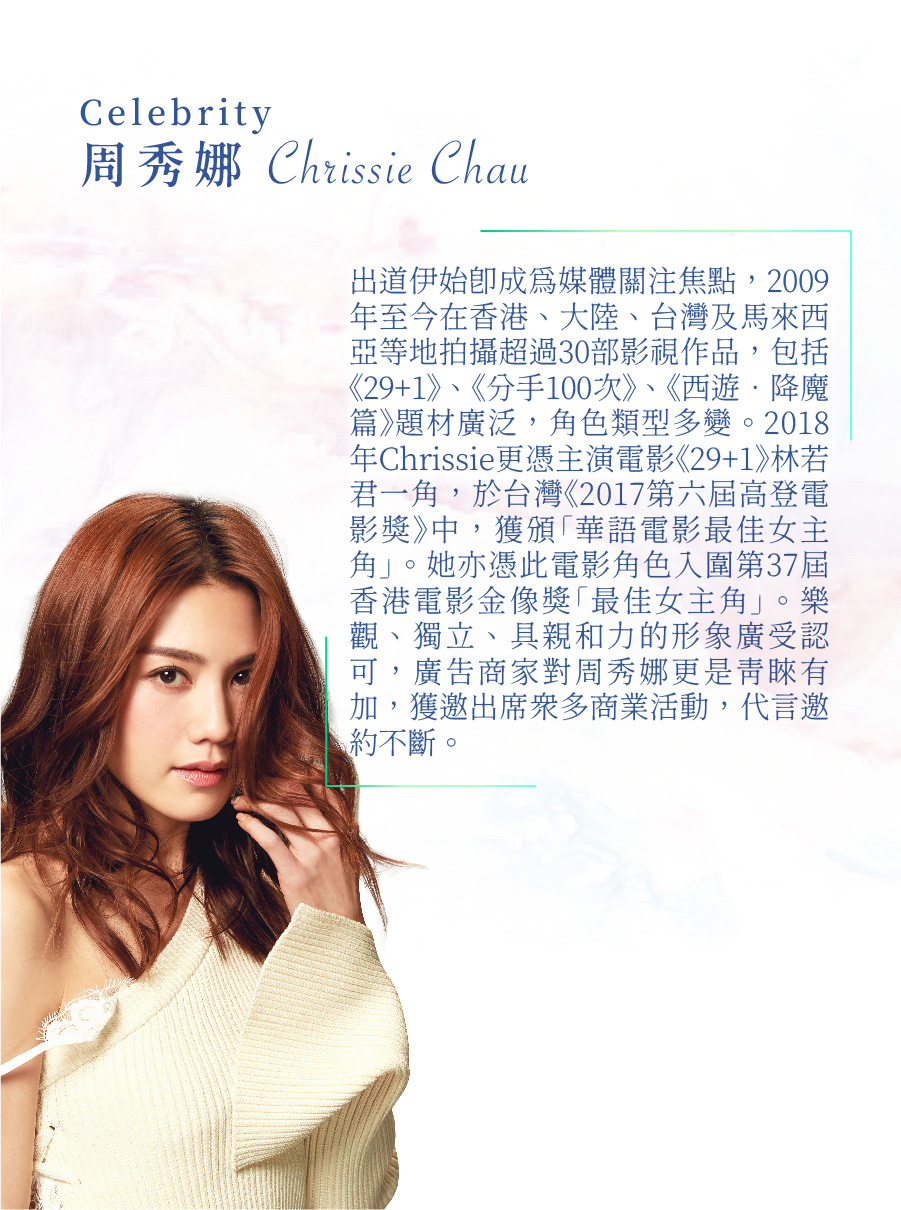 Celebrity
周秀娜 Chrissie Chau
出道伊始卽成爲媒體關注焦點，2009
年至今在香港、大陸、台灣及馬來西
亞等地拍攝超過30部影視作品，包括
《29+1》、《分手100次》、《西遊‧降魔
篇》題材廣泛，角色類型多變。2018
年Chrissie更憑主演電影《29+1》林若
君一角，於台灣《2017第六屆高登電
影獎》中，獲頒「華語電影最佳女主
角」。她亦憑此電影角色入圍第37屆
香港電影金像獎「最佳女主角」。樂
觀、獨立、具親和力的形象廣受認
可，廣告商家對周秀娜更是靑睞有
加，獲邀出席衆多商業活動，代言邀
約不斷。